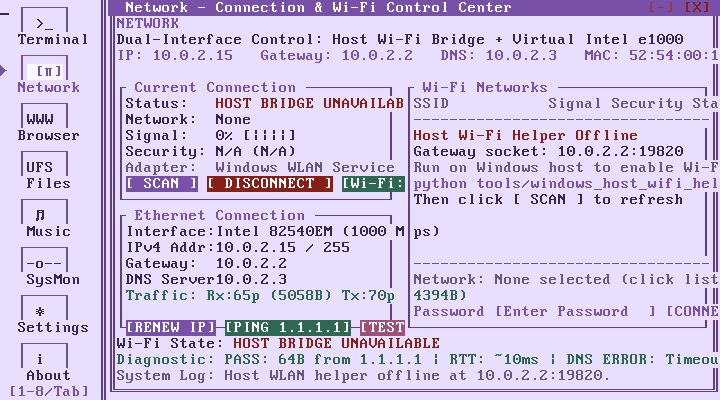 Network - Connection & Wi-Fi Control Center [-] [X]
>_
Terminal
[π]
Network
WWW
Browser
UFS
Files
♫
Music
-o--
SysMon
*
Settings
i
About
[1-8/Tab]
NETWORK
Dual-Interface Control: Host Wi-Fi Bridge + Virtual Intel e1000
IP: 10.0.2.15 Gateway: 10.0.2.2 DNS: 10.0.2.3 MAC: 52:54:00:1
Current Connection
Status: HOST BRIDGE UNAVAILAB
Network: None
Signal: 0% [¦¦¦¦]
Security: N/A (N/A)
Adapter: Windows WLAN Service
[ SCAN ] [ DISCONNECT ] [Wi-Fi:
Wi-Fi Networks
SSID Signal Security Sta
Host Wi-Fi Helper Offline
Gateway socket: 10.0.2.2:19820
Run on Windows host to enable Wi-F
python tools/windows_host_wifi_hel
Then click [ SCAN ] to refresh
Network: None selected (click list
4394B)
Password [Enter Password ] [CONNE
Ethernet Connection
Interface:Intel 82540EM (1000 Mps)
IPv4 Addr:10.0.2.15 / 255
Gateway: 10.0.2.2
DNS Server10.0.2.3
Traffic: Rx:65p (5058B) Tx:70p
[RENEW IP] [PING 1.1.1.1] [TEST
Wi-Fi State: HOST BRIDGE UNAVAILABLE
Diagnostic: PASS: 64B from 1.1.1.1 ¦ RTT: ~10ms ¦ DNS ERROR: Timeou
System Log: Host WLAN helper offline at 10.0.2.2:19820.